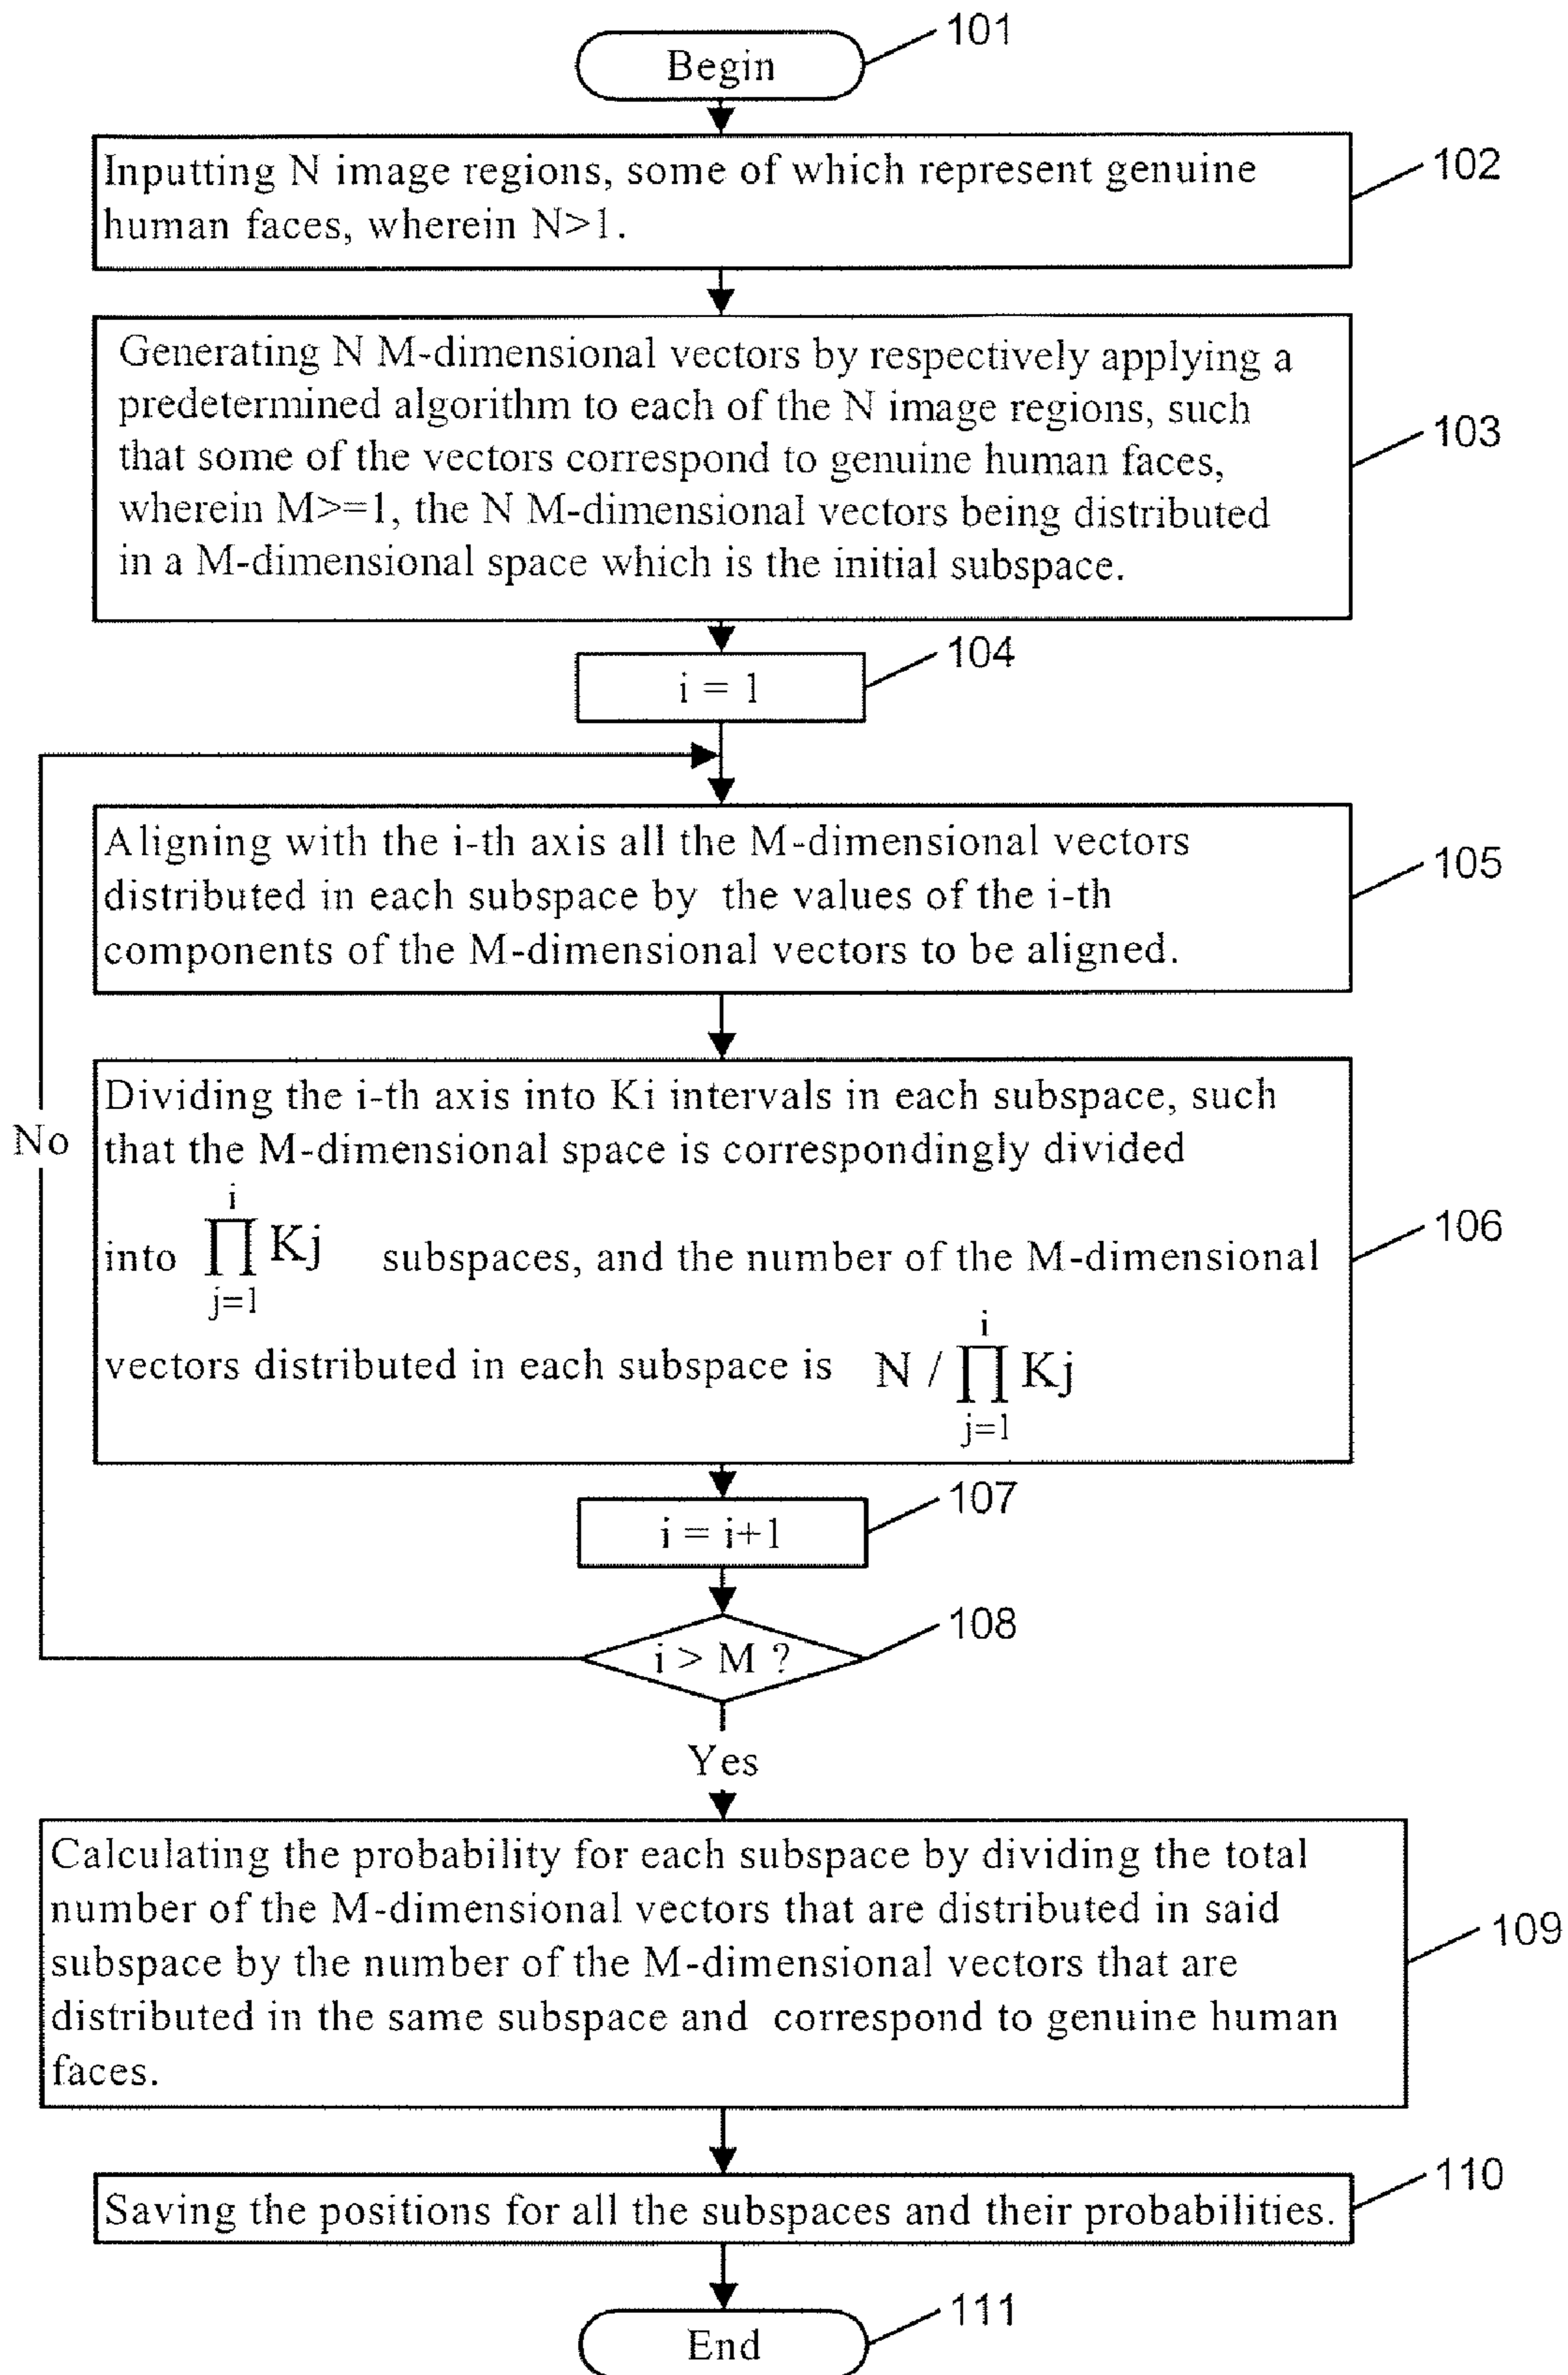 Begin
101
Inputting N image regions, some of which represent genuine
human faces, wherein N>1.
102
Generating N M-dimensional vectors by respectively applying a
predetermined algorithm to each of the N image regions, such
that some of the vectors correspond to genuine human faces,
wherein M>=1, the N M-dimensional vectors being distributed
in a M-dimensional space which is the initial subspace.
103
i = 1
104
Aligning with the i-th axis all the M-dimensional vectors
distributed in each subspace by the values of the i-th
components of the M-dimensional vectors to be aligned.
105
Dividing the i-th axis into Ki intervals in each subspace, such
that the M-dimensional space is correspondingly divided
i
into ∏ Kj subspaces, and the number of the M-dimensional
j=1
i
vectors distributed in each subspace is N / ∏ Kj
j=1
106
No
i = i+1
107
i > M ?
108
Yes
Calculating the probability for each subspace by dividing the total
number of the M-dimensional vectors that are distributed in said
subspace by the number of the M-dimensional vectors that are
distributed in the same subspace and correspond to genuine human
faces.
109
Saving the positions for all the subspaces and their probabilities.
110
End
111